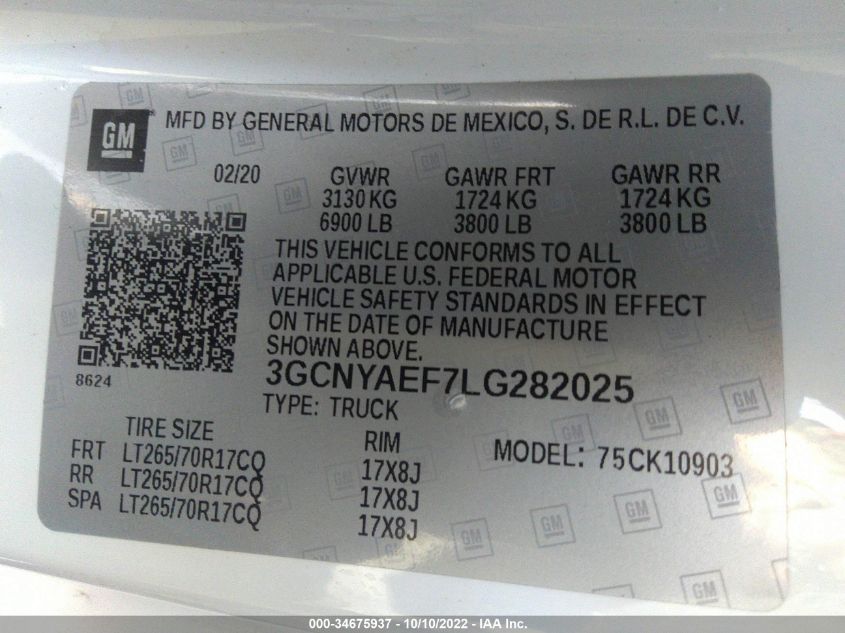 GM MFD BY GENERAL MOTORS DE MEXICO, S. DE R.L. DE C.V.
02/20 GVWR GAWR FRT GAWR RR
3130 KG 1724 KG 1724 KG
6900 LB 3800 LB 3800 LB
THIS VEHICLE CONFORMS TO ALL
APPLICABLE U.S. FEDERAL MOTOR
VEHICLE SAFETY STANDARDS IN EFFECT
ON THE DATE OF MANUFACTURE
SHOWN ABOVE.
8624 3GCNYAEF7LG282025
TYPE: TRUCK
TIRE SIZE RIM MODEL: 75CK10903
FRT LT265/70R17CQ 17X8J
RR LT265/70R17CQ 17X8J
SPA LT265/70R17CQ 17X8J
000-34675937 - 10/10/2022 - IAA Inc.